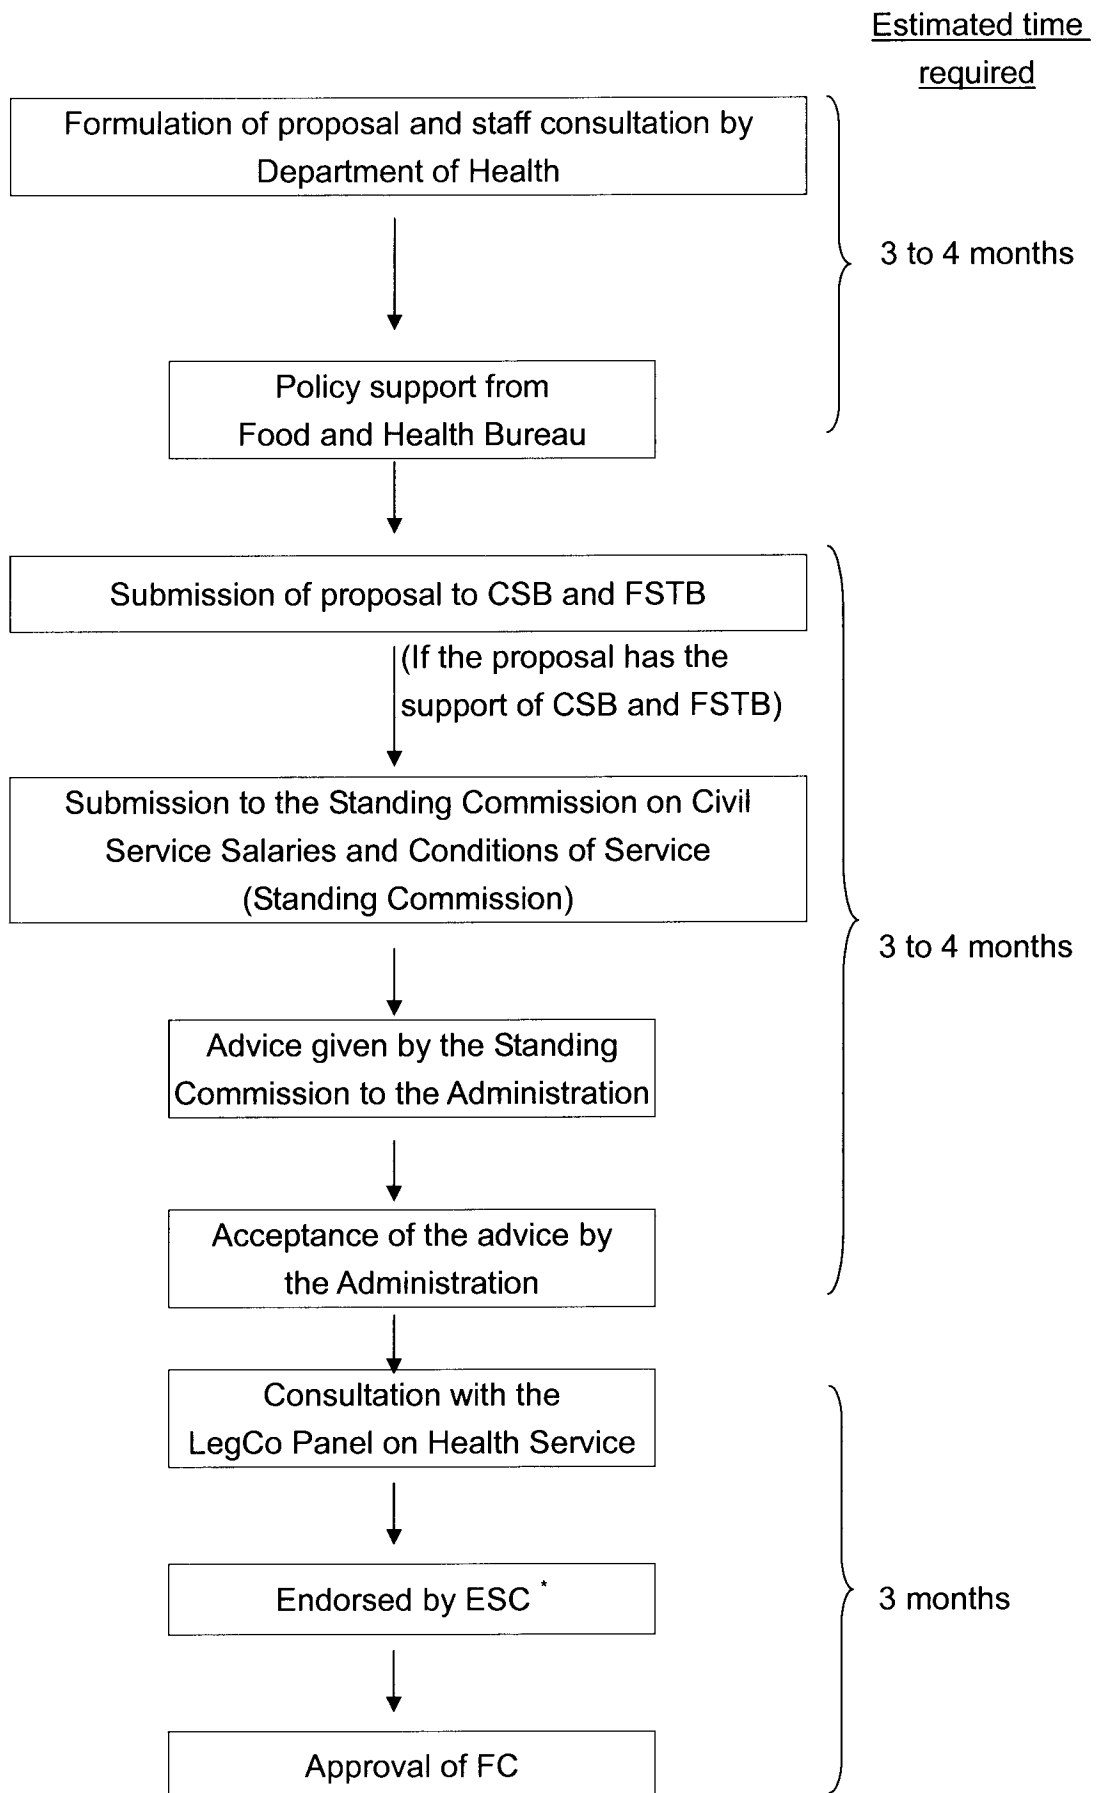 Estimated time
required
Formulation of proposal and staff consultation by
Department of Health
3 to 4 months
Policy support from
Food and Health Bureau
Submission of proposal to CSB and FSTB
(If the proposal has the
support of CSB and FSTB)
Submission to the Standing Commission on Civil
Service Salaries and Conditions of Service
(Standing Commission)
3 to 4 months
Advice given by the Standing
Commission to the Administration
Acceptance of the advice by
the Administration
Consultation with the
LegCo Panel on Health Service
Endorsed by ESC *
3 months
Approval of FC